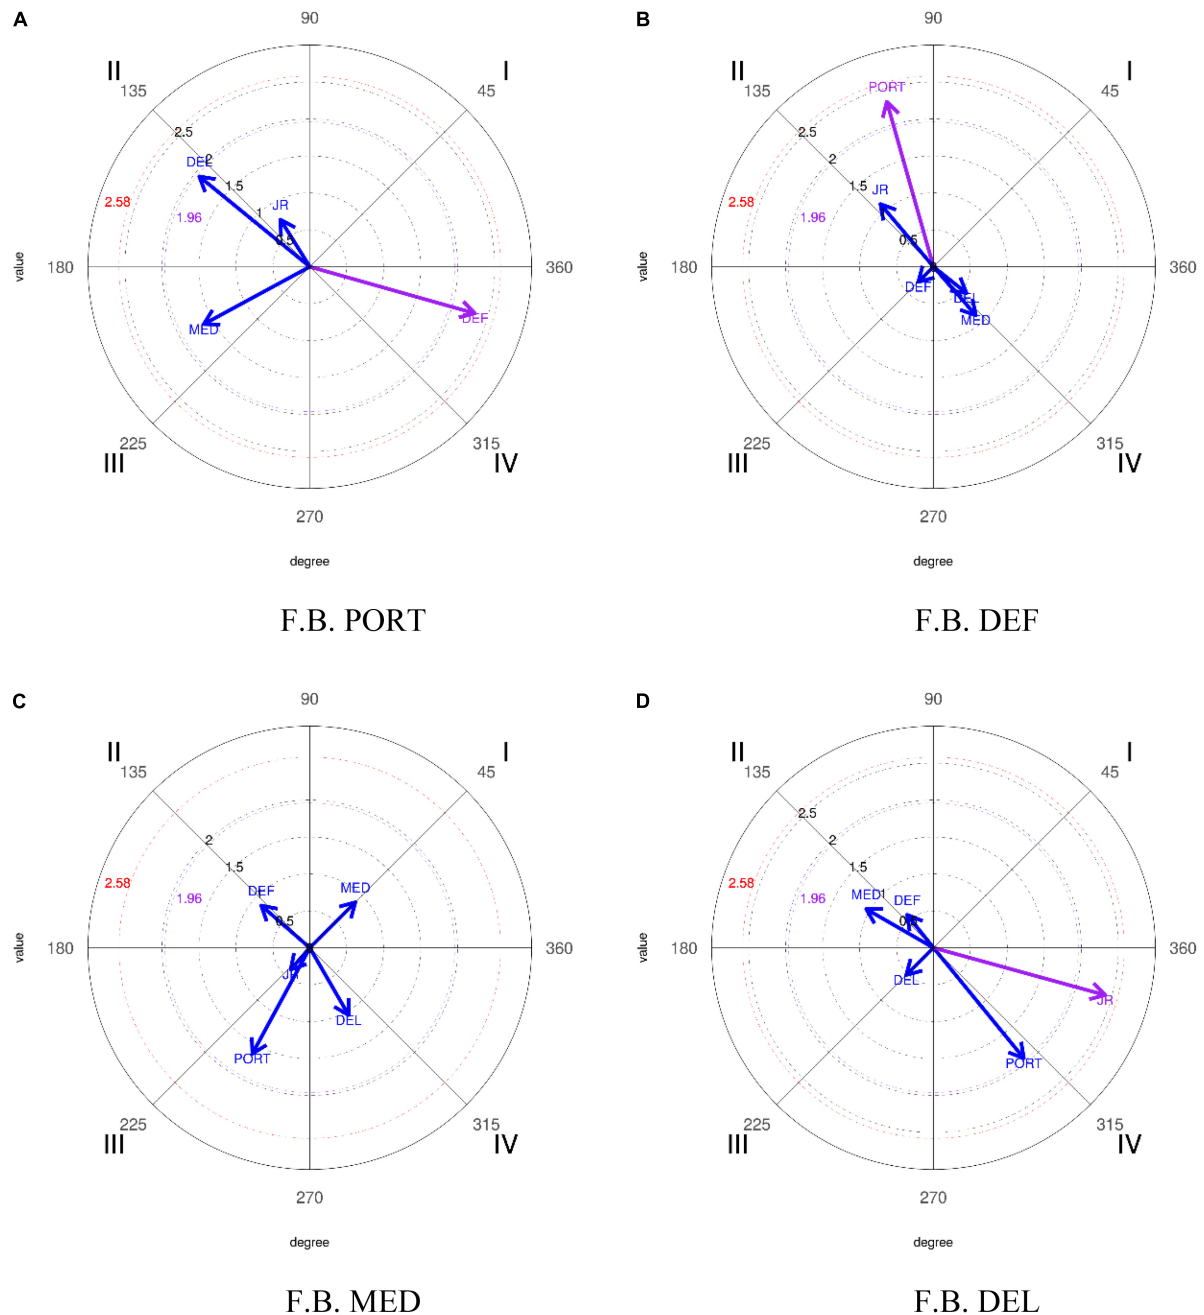 A
90
II
I
135
45
2.5
DEL
2
1.5
2.58
JR
1
1.96
0.5
value
180
360
DEF
MED
225
315
III
IV
270
degree
F.B. PORT
B
90
II
I
135
45
PORT
2.5
2
1.5
JR
2.58
1.96
0.5
value
180
360
DEF
DEL
MED
225
315
III
IV
270
degree
F.B. DEF
C
90
II
I
135
45
2
1.5
2.58
DEF
MED
1.96
0.5
value
180
360
JR
DEL
PORT
225
315
III
IV
270
degree
F.B. MED
D
90
II
I
135
45
2.5
2
1.5
2.58
MED
1
DEF
1.96
0.5
value
180
360
DEL
JR
PORT
225
315
III
IV
270
degree
F.B. DEL